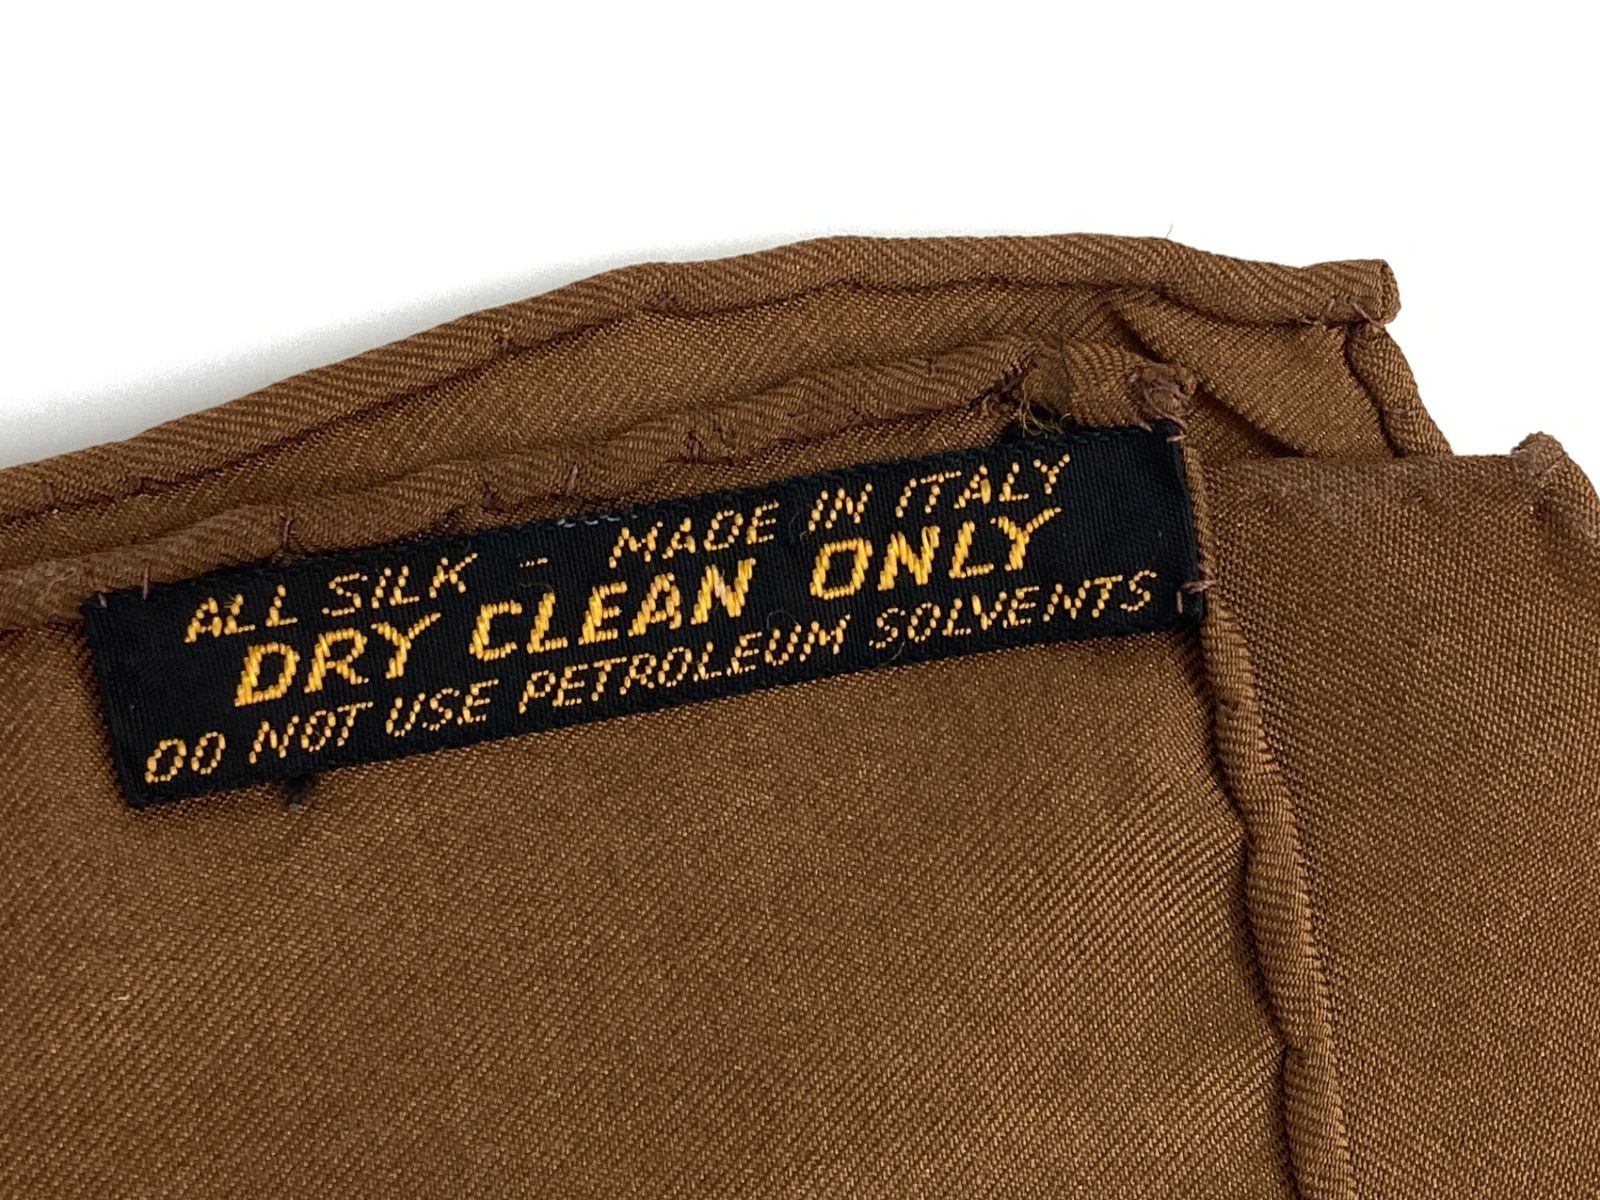 ALL SILK - MADE IN ITALY
DRY CLEAN ONLY
DO NOT USE PETROLEUM SOLVENTS